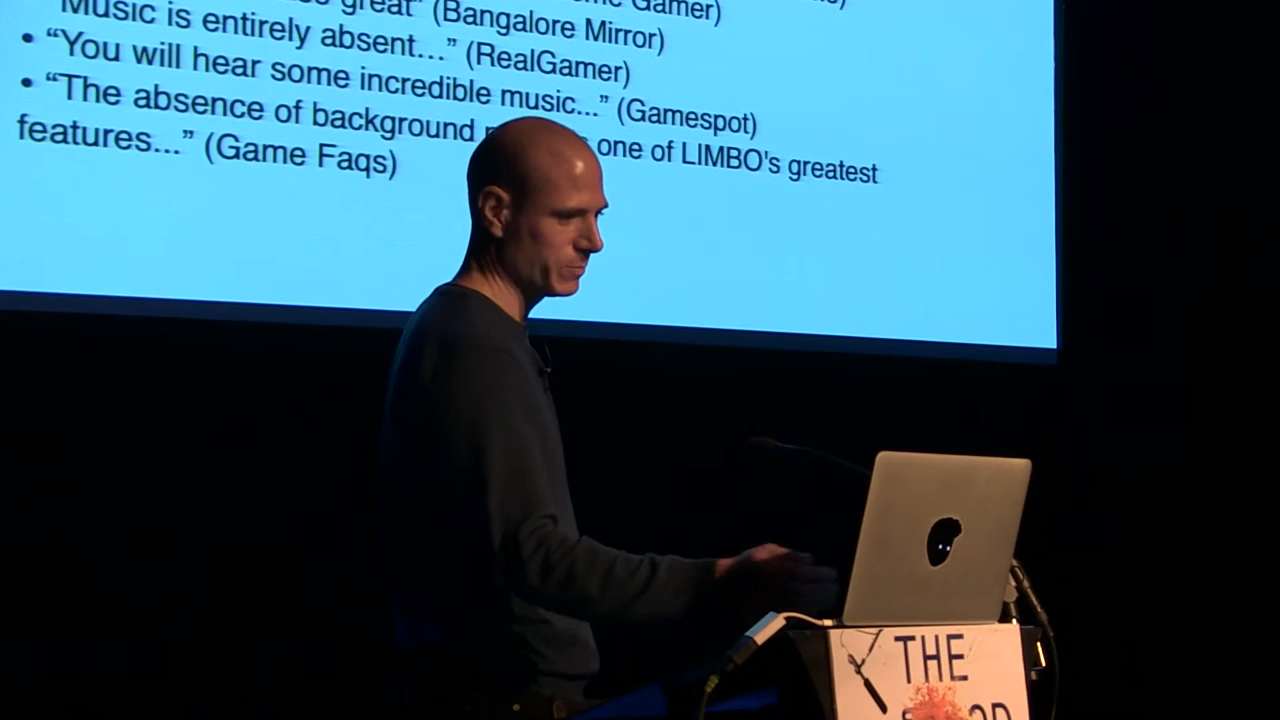 great" (Bangalore Mirror) Gamer)
"Music is entirely absent…" (RealGamer)
• "You will hear some incredible music…" (Gamespot)
• "The absence of background one of LIMBO's greatest
features…" (Game Faqs)
THE